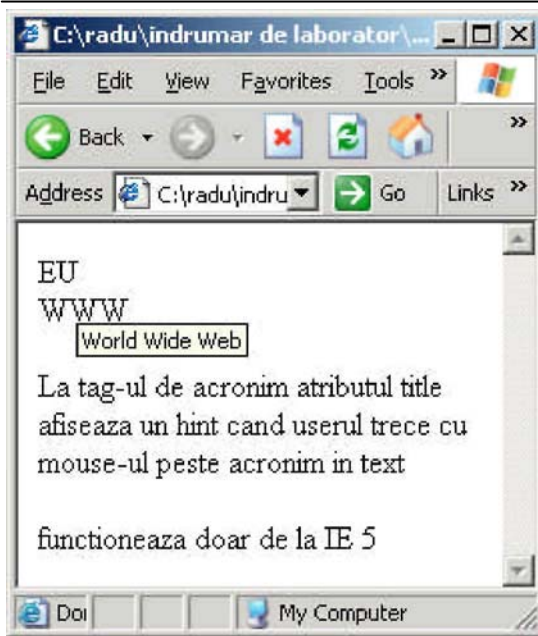 C:\radu\indrumar de laborator\...
File Edit View Favorites Tools »
Back »
Address C:\radu\indru Go Links »
EU
WWW
World Wide Web
La tag-ul de acronim atributul title
afiseaza un hint cand userul trece cu
mouse-ul peste acronim in text
functioneaza doar de la IE 5
Do My Computer